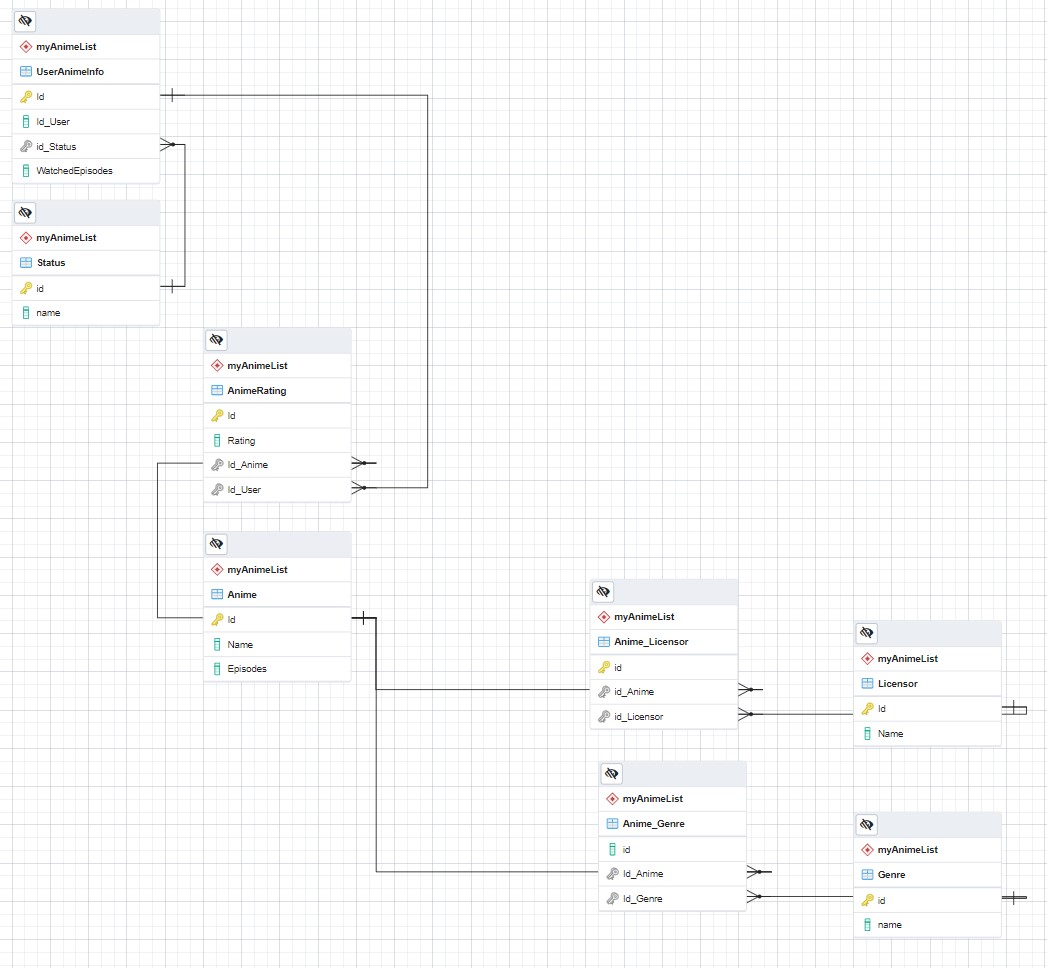 myAnimeList
UserAnimeInfo
Id
Id_User
id_Status
WatchedEpisodes
myAnimeList
Status
id
name
myAnimeList
AnimeRating
Id
Rating
Id_Anime
Id_User
myAnimeList
Anime
Id
Name
Episodes
myAnimeList
Anime_Licensor
id
id_Anime
id_Licensor
myAnimeList
Licensor
Id
Name
myAnimeList
Anime_Genre
id
Id_Anime
Id_Genre
myAnimeList
Genre
id
name